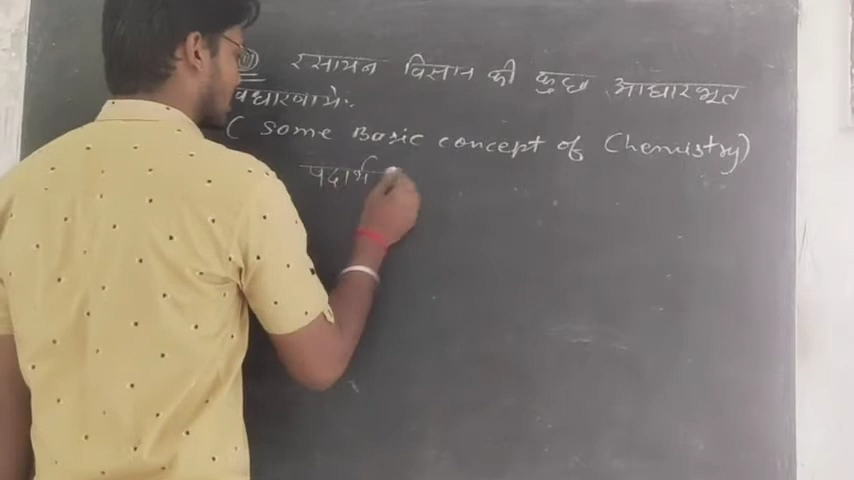 रसायन विज्ञान की कुछ आधारभूत
वधारणाये:-
( Some Basic concept of Chemistry)
पदार्थ